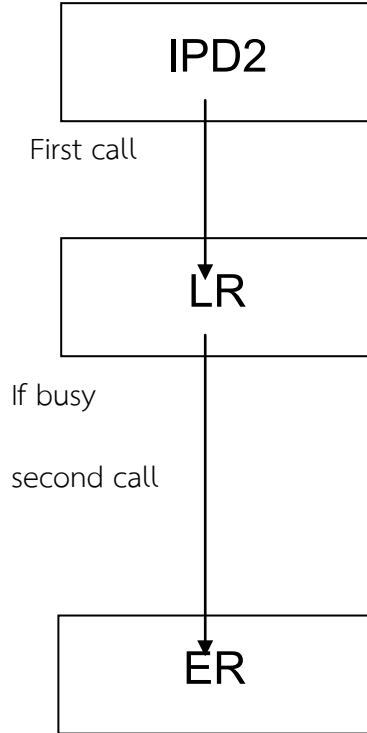 IPD2
First call
LR
If busy
second call
ER